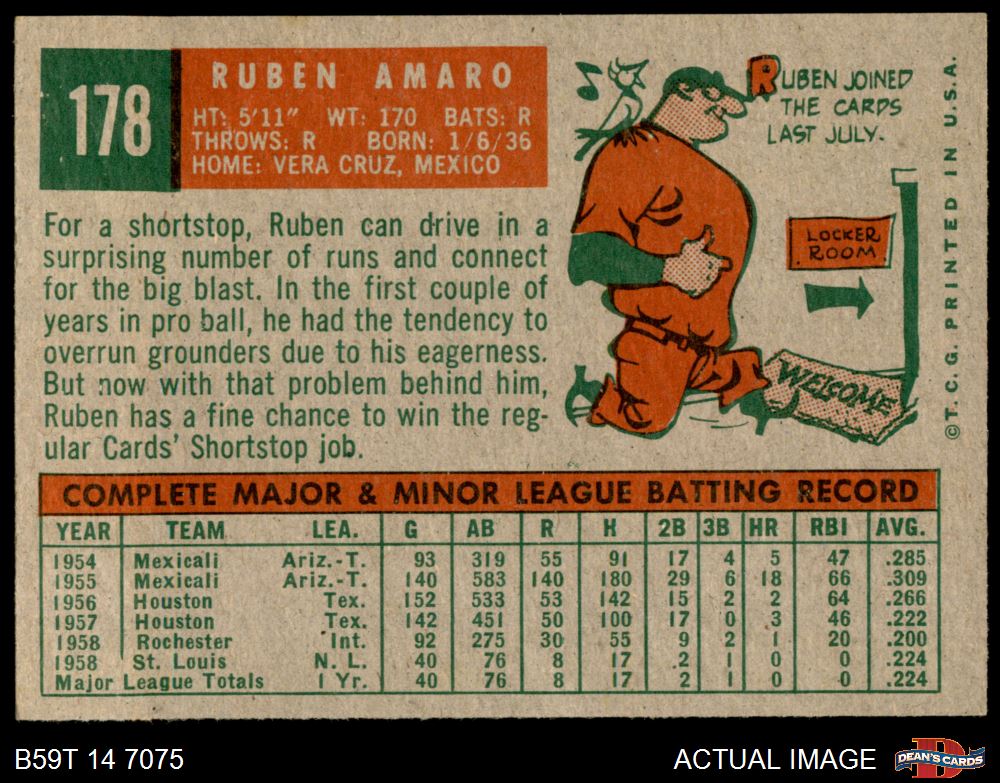 178
RUBEN AMARO
HT: 5'11" WT: 170 BATS: R
THROWS: R BORN: 1/6/36
HOME: VERA CRUZ, MEXICO
For a shortstop, Ruben can drive in a
surprising number of runs and connect
for the big blast. In the first couple of
years in pro ball, he had the tendency to
overrun grounders due to his eagerness.
But now with that problem behind him,
Ruben has a fine chance to win the reg-
ular Cards' Shortstop job.
RUBEN JOINED
THE CARDS
LAST JULY.
LOCKER
ROOM
WELCOME
©T.C.G. PRINTED IN U.S.A.
COMPLETE MAJOR & MINOR LEAGUE BATTING RECORD
YEAR TEAM LEA. G AB R H 2B 3B HR RBI AVG.
1954 Mexicali Ariz.-T. 93 319 55 91 17 4 5 47 .285
1955 Mexicali Ariz.-T. 140 583 140 180 29 6 18 66 .309
1956 Houston Tex. 152 533 53 142 15 2 2 64 .266
1957 Houston Tex. 142 451 50 100 17 0 3 46 .222
1958 Rochester Int. 92 275 30 55 9 2 1 20 .200
1958 St. Louis N. L. 40 76 8 17 2 1 0 0 .224
Major League Totals 1 Yr. 40 76 8 17 2 1 0 0 .224
B59T 14 7075
ACTUAL IMAGE
DEAN'S CARDS